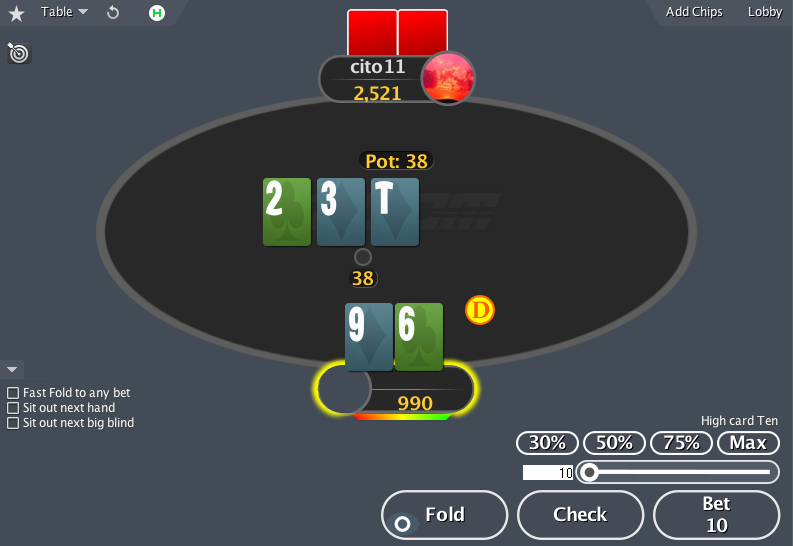 Table
H
Add Chips
Lobby
cito11
2,521
Pot: 38
2 3 T
38
9 6
D
990
Fast Fold to any bet
Sit out next hand
Sit out next big blind
High card Ten
30% 50% 75% Max
10
Fold
Check
Bet
10